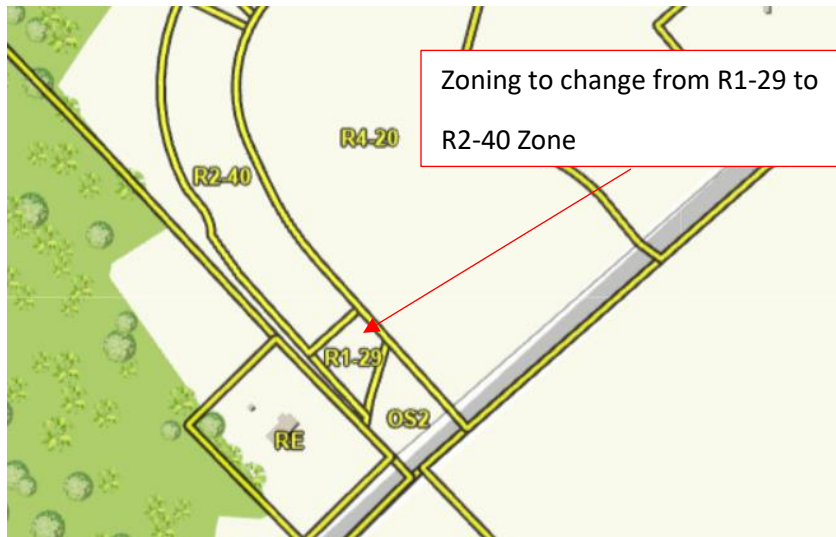 Zoning to change from R1-29 to
R2-40 Zone
R4-20
R2-40
R1-29
OS2
RE